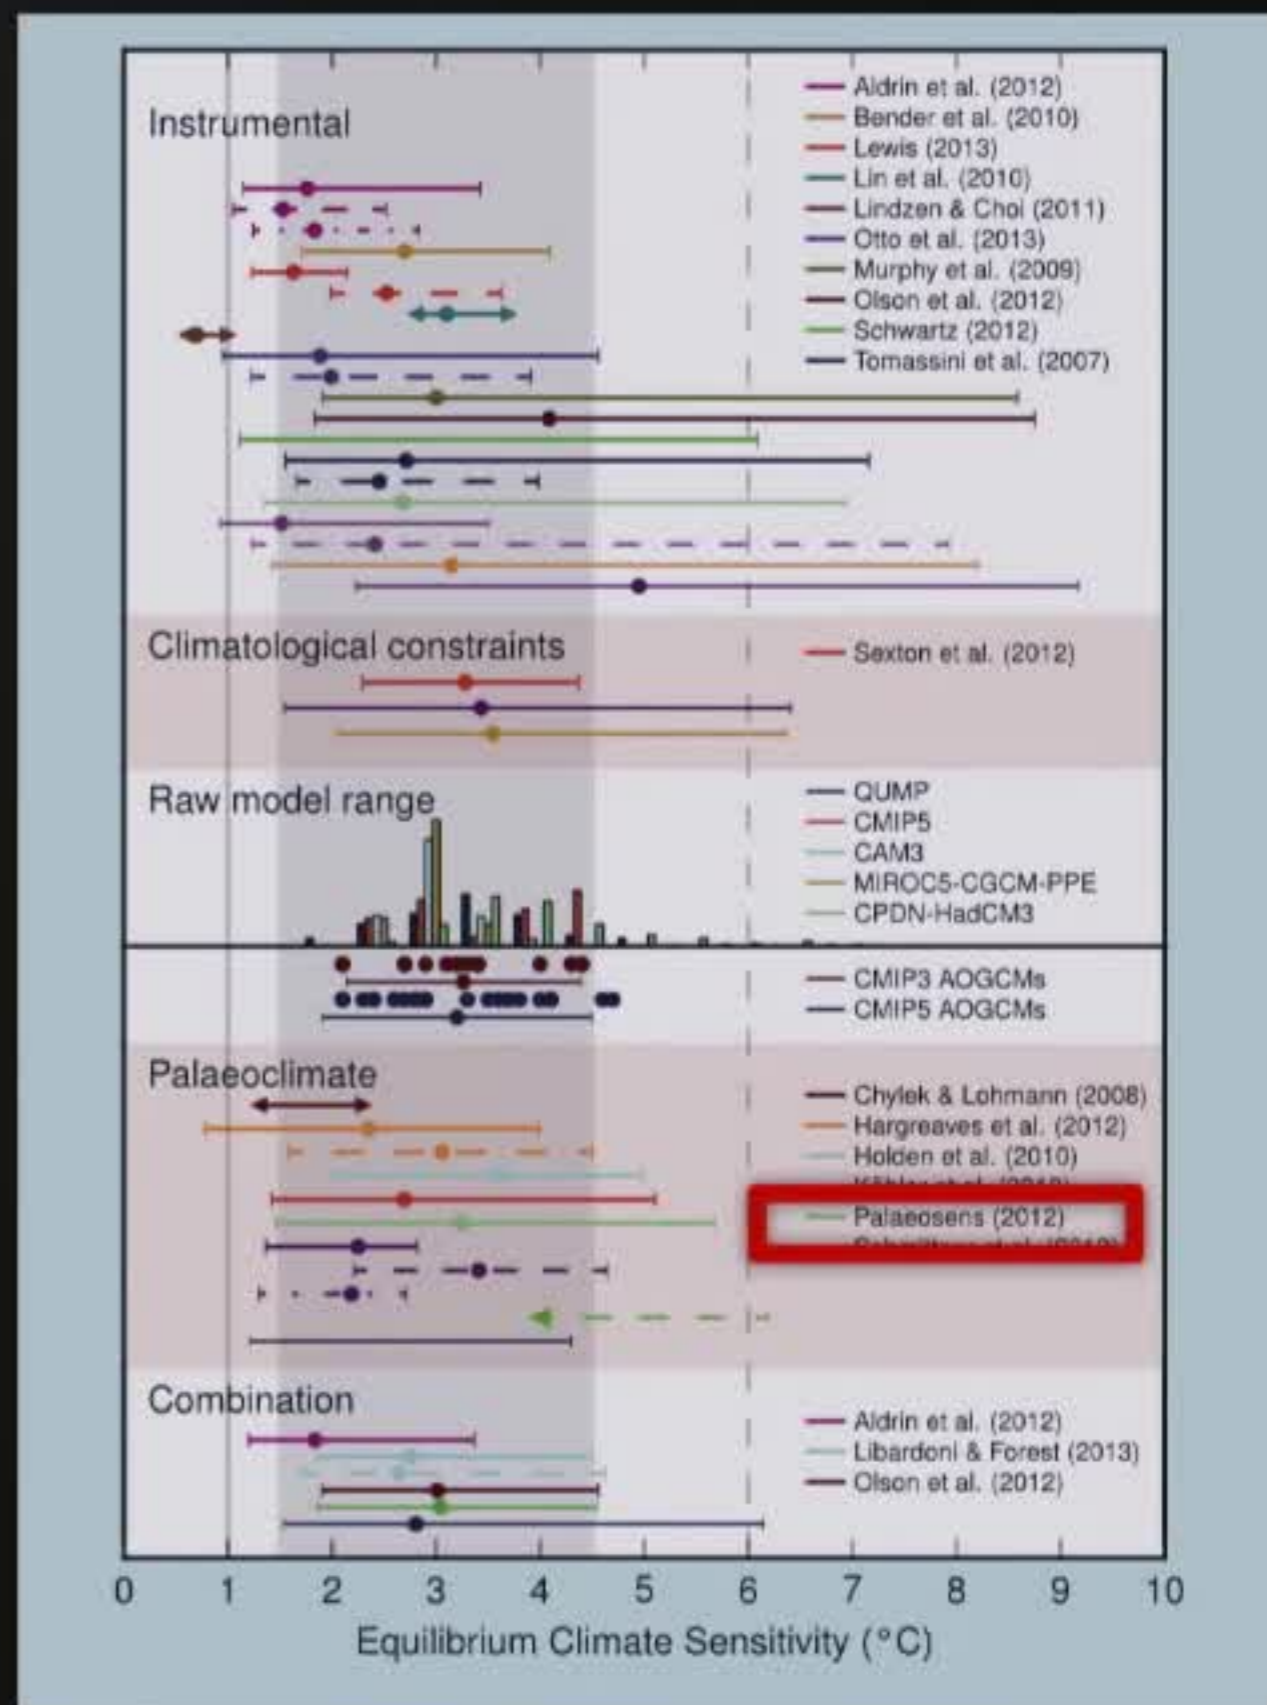 Instrumental
Aldrin et al. (2012)
Bender et al. (2010)
Lewis (2013)
Lin et al. (2010)
Lindzen & Choi (2011)
Otto et al. (2013)
Murphy et al. (2009)
Olson et al. (2012)
Schwartz (2012)
Tomassini et al. (2007)
Climatological constraints
Sexton et al. (2012)
Raw model range
QUMP
CMIP5
CAM3
MIROC5-CGCM-PPE
CPDN-HadCM3
CMIP3 AOGCMs
CMIP5 AOGCMs
Palaeoclimate
Chylek & Lohmann (2008)
Hargreaves et al. (2012)
Holden et al. (2010)
Palaeosens (2012)
Combination
Aldrin et al. (2012)
Libardoni & Forest (2013)
Olson et al. (2012)
0 1 2 3 4 5 6 7 8 9 10
Equilibrium Climate Sensitivity (°C)